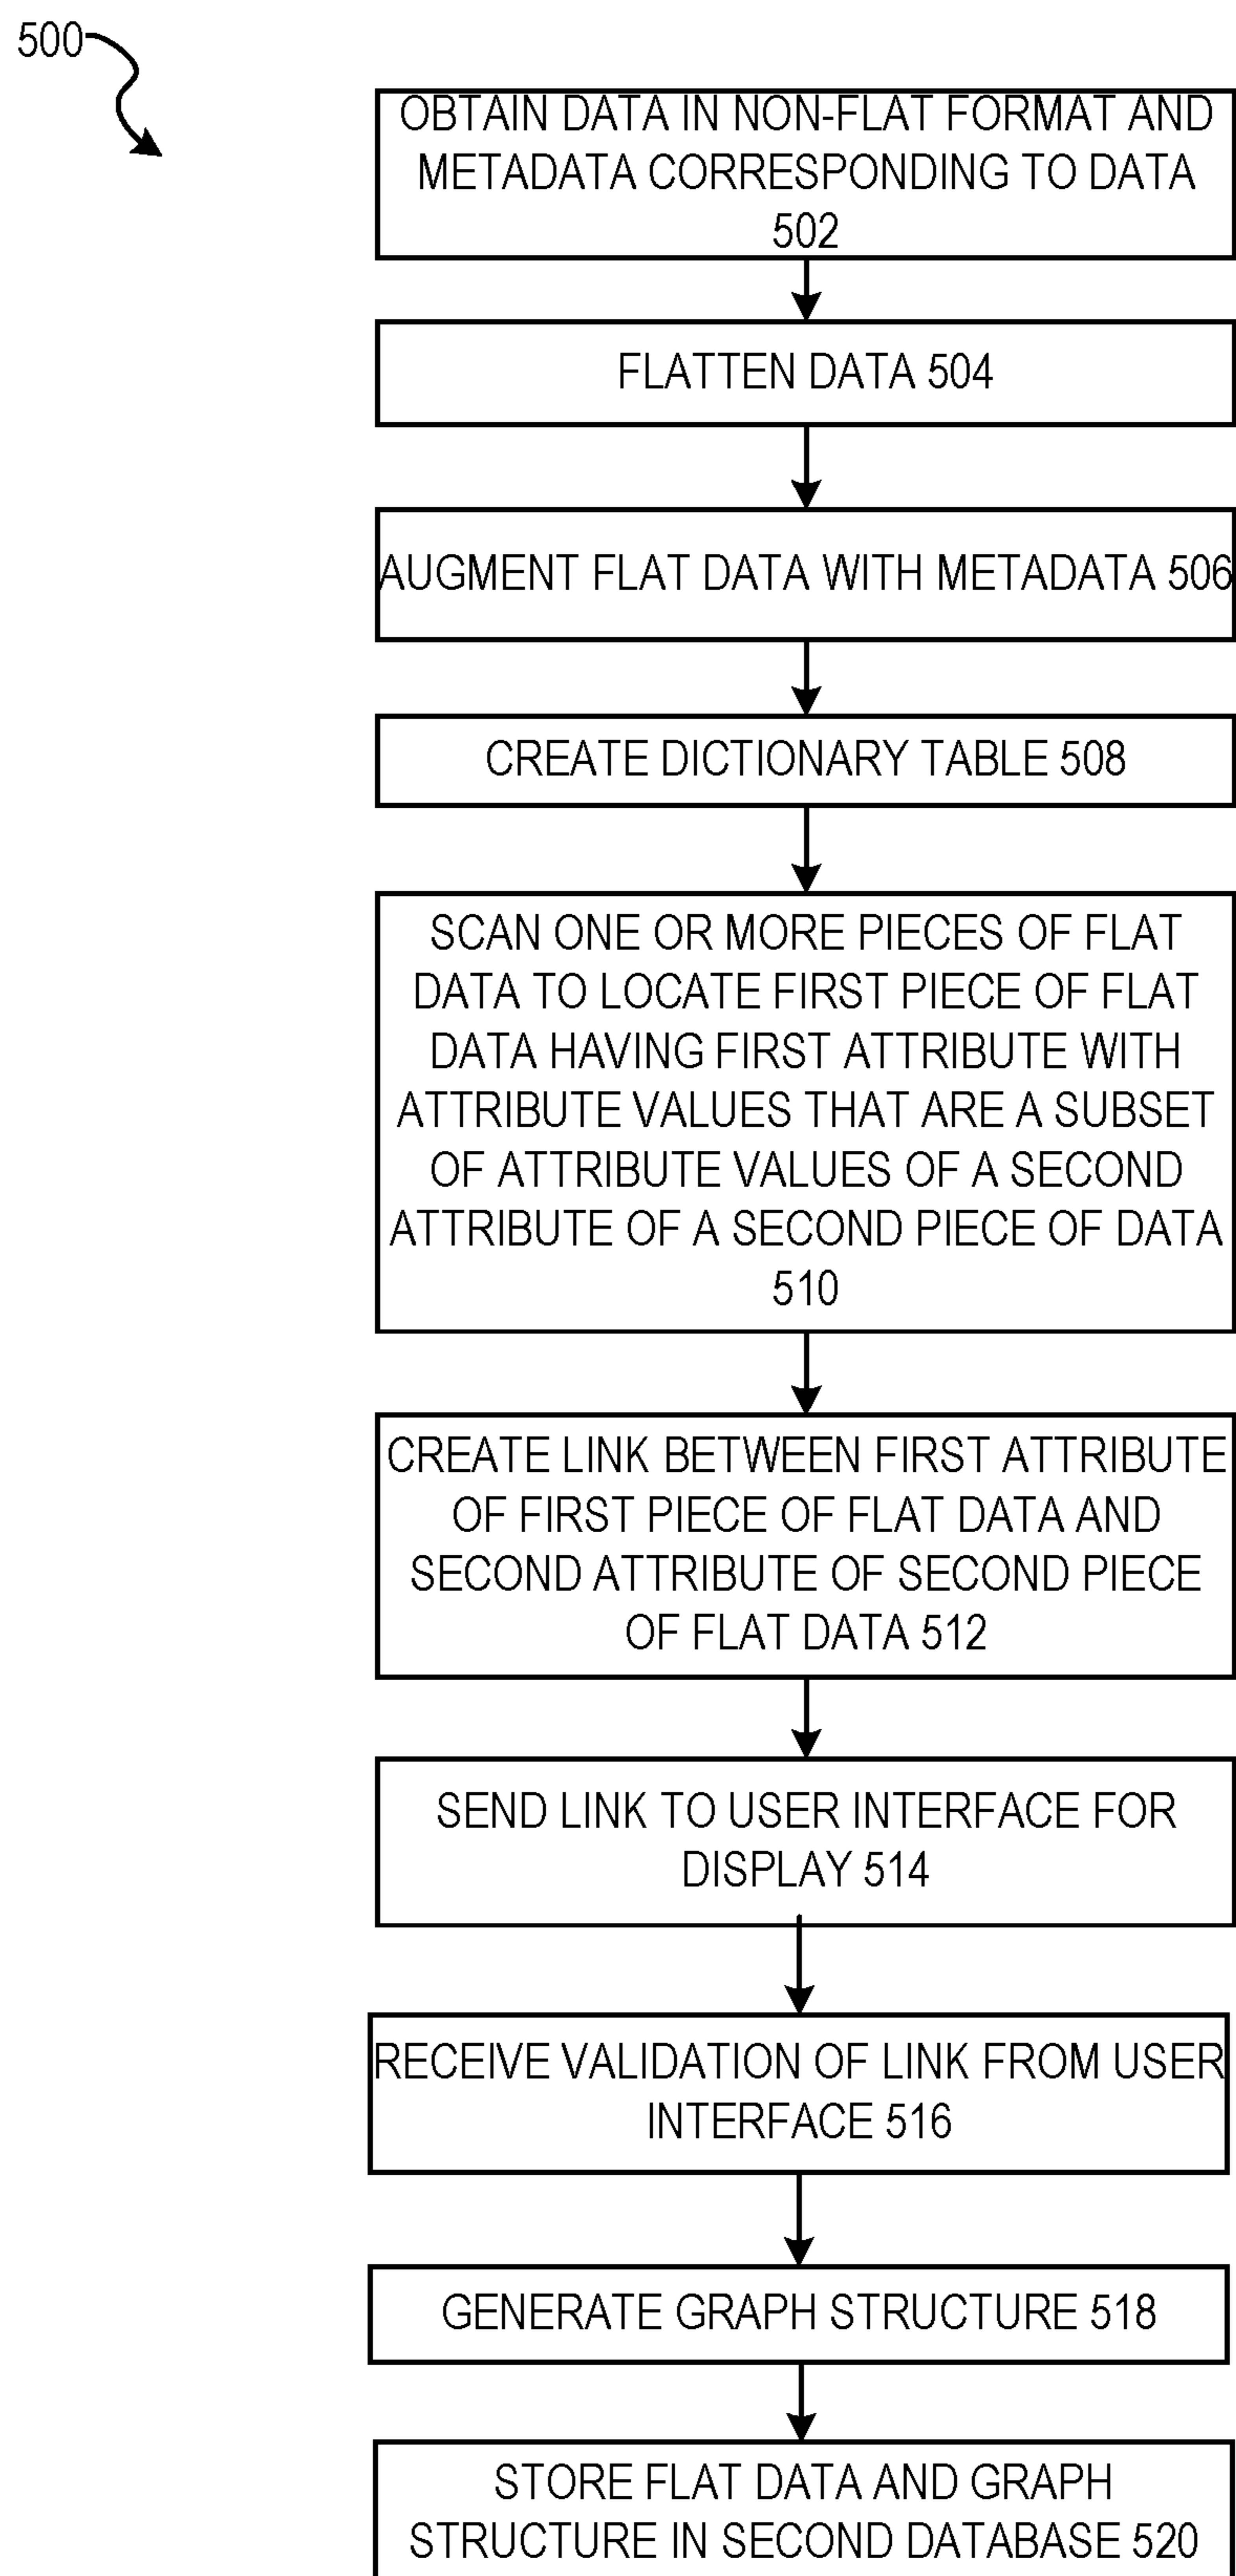 500
OBTAIN DATA IN NON-FLAT FORMAT AND
METADATA CORRESPONDING TO DATA
502
FLATTEN DATA 504
AUGMENT FLAT DATA WITH METADATA 506
CREATE DICTIONARY TABLE 508
SCAN ONE OR MORE PIECES OF FLAT
DATA TO LOCATE FIRST PIECE OF FLAT
DATA HAVING FIRST ATTRIBUTE WITH
ATTRIBUTE VALUES THAT ARE A SUBSET
OF ATTRIBUTE VALUES OF A SECOND
ATTRIBUTE OF A SECOND PIECE OF DATA
510
CREATE LINK BETWEEN FIRST ATTRIBUTE
OF FIRST PIECE OF FLAT DATA AND
SECOND ATTRIBUTE OF SECOND PIECE
OF FLAT DATA 512
SEND LINK TO USER INTERFACE FOR
DISPLAY 514
RECEIVE VALIDATION OF LINK FROM USER
INTERFACE 516
GENERATE GRAPH STRUCTURE 518
STORE FLAT DATA AND GRAPH
STRUCTURE IN SECOND DATABASE 520